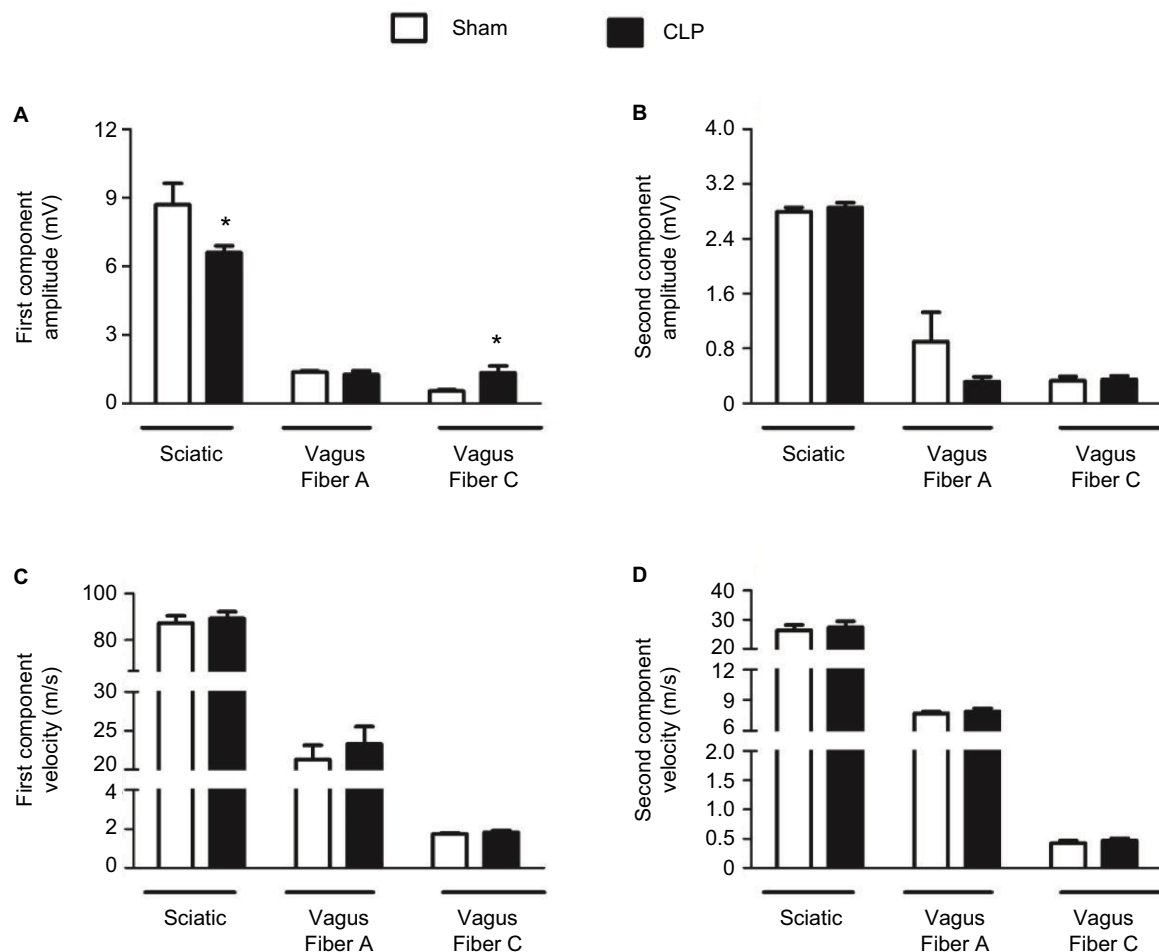 Sham
CLP
A
First component
amplitude (mV)
12
9
6
3
0
*
*
Sciatic
Vagus
Fiber A
Vagus
Fiber C
B
Second component
amplitude (mV)
4.0
3.2
2.4
1.6
0.8
0
Sciatic
Vagus
Fiber A
Vagus
Fiber C
C
First component
velocity (m/s)
100
80
30
25
20
4
2
0
Sciatic
Vagus
Fiber A
Vagus
Fiber C
D
Second component
velocity (m/s)
40
30
20
12
9
6
2.0
1.5
1.0
0.5
0
Sciatic
Vagus
Fiber A
Vagus
Fiber C